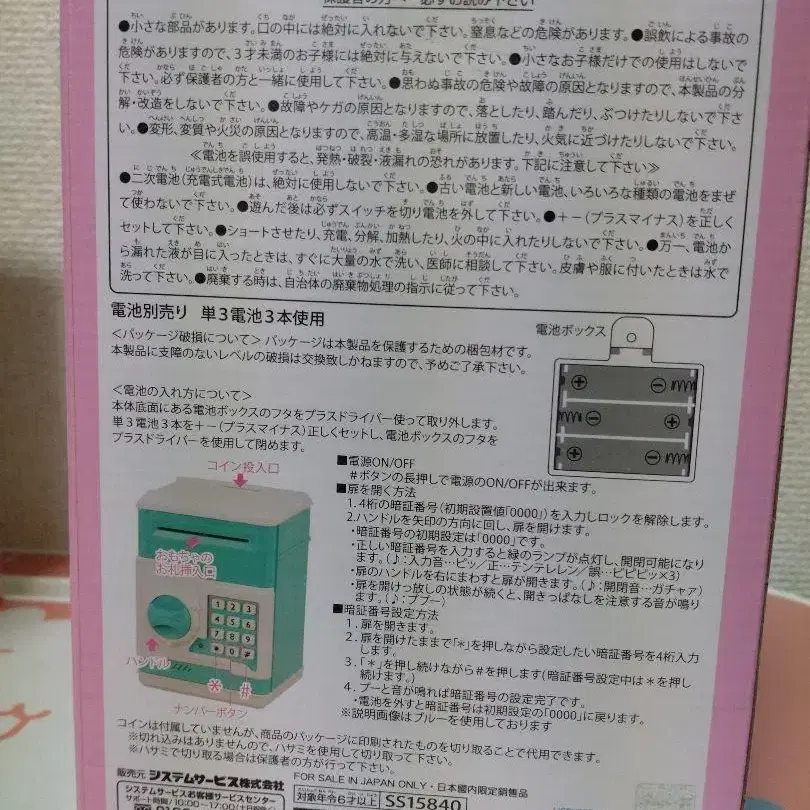 ●小さな部品があります。口の中には絶対に入れないで下さい。窒息などの危険があります。●誤飲による事故の
危険がありますので、3才未満のお子様には絶対に与えないで下さい。●小さなお子様だけでの使用はしないで
下さい。必ず保護者の方と一緒に使用して下さい。●思わぬ事故の危険や故障の原因となりますので、本製品の分
解・改造をしないで下さい。●故障やケガの原因となりますので、落としたり、踏んだり、ぶつけたりしないで下さ
い。●変形、変質や火災の原因となりますので、高温・多湿な場所に放置したり、火気に近づけたりしないで下さい。
≪電池を誤使用すると、発熱・破裂・液漏れの恐れがあります。下記に注意して下さい≫
●二次電池(充電式電池)は、絶対に使用しないで下さい。●古い電池と新しい電池、いろいろな種類の電池をまぜ
て使わないで下さい。●遊んだ後は必ずスイッチを切り電池を外して下さい。●+-(プラスマイナス)を正しく
セットして下さい。●ショートさせたり、充電、分解、加熱したり、火の中に入れたりしないで下さい。●万一、電池か
ら漏れた液が目に入ったときは、すぐに大量の水で洗い、医師に相談して下さい。皮膚や服に付いたときは水で
洗って下さい。●廃棄する時は、自治体の廃棄物処理の指示に従って下さい。
電池別売り 単3電池3本使用
<パッケージ破損について> パッケージは本製品を保護するための梱包材です。
本製品に支障のないレベルの破損は交換致しかねますので、予めご了承下さい。
電池ボックス
<電池の入れ方について>
本体底面にある電池ボックスのフタをプラスドライバー使って取り外します。
単3電池3本を+-(プラスマイナス)正しくセットし、電池ボックスのフタを
プラスドライバーを使用して閉めます。
コイン投入口
おもちゃの
お札挿入口
ハンドル
1 2 3
4 5 6
7 8 9
* 0 #
* #
ナンバーボタン
■電源ON/OFF
#ボタンの長押しで電源のON/OFFが出来ます。
■扉を開く方法
1.4桁の暗証番号(初期設置値「0000」)を入力しロックを解除します。
2.ハンドルを矢印の方向に回し、扉を開けます。
・暗証番号の初期設定は「0000」です。
・正しい暗証番号を入力すると緑のランプが点灯し、開閉可能になり
ます。(♪:入力音…ピッ/正…テンテレレン/誤…ピピピッ×3)
・扉のハンドルを右にまわすと扉が開きます。(♪:開閉音…ガチャァ)
・扉を開けっ放しの状態が続くと、開きっぱなしを注意する音が鳴り
ます。(♪:ププー)
■暗証番号設定方法
1. 扉を開きます。
2. 扉を開けたままで「*」を押しながら設定したい暗証番号を4桁入力
します。
3. 「*」を押し続けながら#を押します(暗証番号設定中は*を押し
続けます。)
4. プーと音が鳴れば暗証番号の設定完了です。
・電池を外すと暗証番号は初期設定の「0000」に戻ります。
※説明画像はブルーを使用しております
コインは付属していませんが、商品のパッケージに印刷されたものを切り取ることで代用できます。
※切れ込みはありませんので、ハサミを使用して切り取って下さい。
※ハサミで切り取る場合は保護者の方が行って下さい。
販売元 システムサービス株式会社
システムサービスお客様サービスセンター
サポート時間/10:00~17:00
FOR SALE IN JAPAN ONLY・日本國内限定銷售品
対象年令6才以上 SS15840